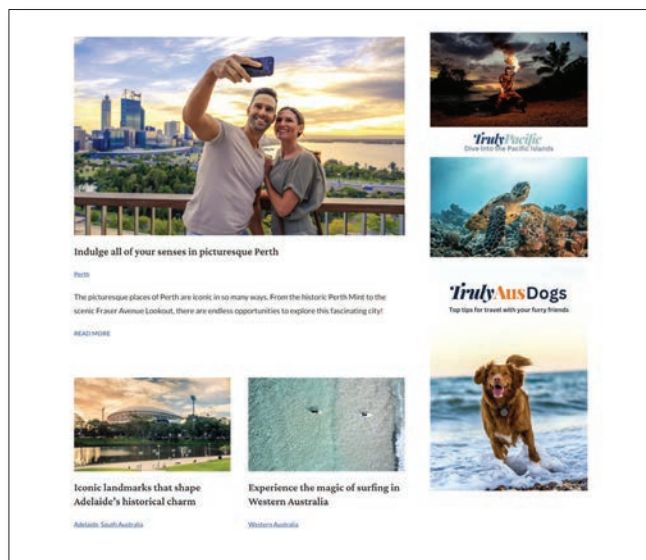 Indulge all of your senses in picturesque Perth
Perth
The picturesque places of Perth are iconic in so many ways. From the historic Perth Mint to the
scenic Fraser Avenue Lookout, there are endless opportunities to explore this fascinating city!
READ MORE
Iconic landmarks that shape
Adelaide's historical charm
Adelaide, South Australia
Experience the magic of surfing in
Western Australia
Western Australia
TrulyPacific
Dive Into the Pacific Islands
TrulyAusDogs
Top tips for travel with your furry friends